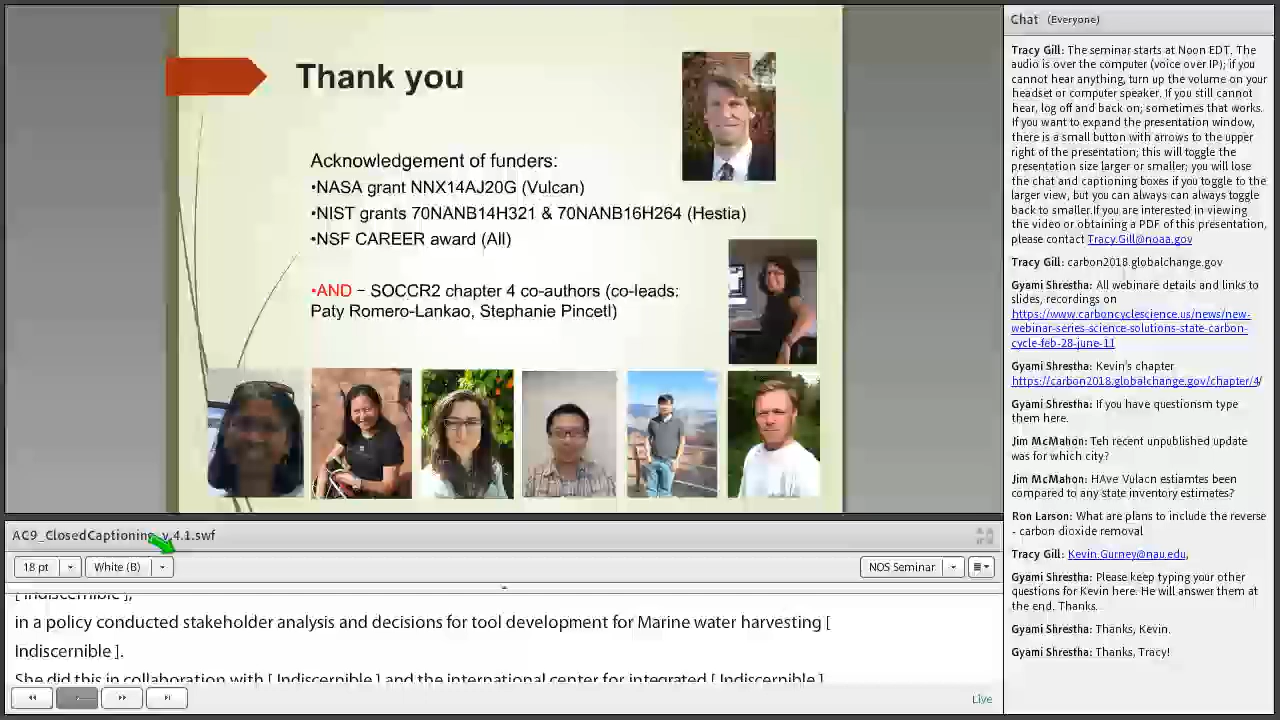 Thank you
Acknowledgement of funders:
•NASA grant NNX14AJ20G (Vulcan)
•NIST grants 70NANB14H321 & 70NANB16H264 (Hestia)
•NSF CAREER award (All)
•AND – SOCCR2 chapter 4 co-authors (co-leads:
Paty Romero-Lankao, Stephanie Pincetl)
AC9_ClosedCaptioning_v.4.1.swf
18 pt
White (B)
NOS Seminar
[ Indiscernible ],
in a policy conducted stakeholder analysis and decisions for tool development for Marine water harvesting [
Indiscernible ].
She did this in collaboration with [ Indiscernible ] and the international center for integrated [ Indiscernible ]
Live
Chat (Everyone)
Tracy Gill: The seminar starts at Noon EDT. The
audio is over the computer (voice over IP); if you
cannot hear anything, turn up the volume on your
headset or computer speaker. If you still cannot
hear, log off and back on; sometimes that works.
If you want to expand the presentation window,
there is a small button with arrows to the upper
right of the presentation; this will toggle the
presentation size larger or smaller; you will lose
the chat and captioning boxes if you toggle to the
larger view, but you can always can always toggle
back to smaller.If you are interested in viewing
the video or obtaining a PDF of this presentation,
please contact Tracy.Gill@noaa.gov
Tracy Gill: carbon2018.globalchange.gov
Gyami Shrestha: All webinare details and links to
slides, recordings on
https://www.carboncyclescience.us/news/new-
webinar-series-science-solutions-state-carbon-
cycle-feb-28-june-11
Gyami Shrestha: Kevin's chapter
https://carbon2018.globalchange.gov/chapter/4/
Gyami Shrestha: If you have questionsm type
them here.
Jim McMahon: Teh recent unpublished update
was for which city?
Jim McMahon: HAve Vulacn estiamtes been
compared to any state inventory estimates?
Ron Larson: What are plans to include the reverse
- carbon dioxide removal
Tracy Gill: Kevin.Gurney@nau.edu,
Gyami Shrestha: Please keep typing your other
questions for Kevin here. He will answer them at
the end. Thanks.
Gyami Shrestha: Thanks, Kevin.
Gyami Shrestha: Thanks, Tracy!